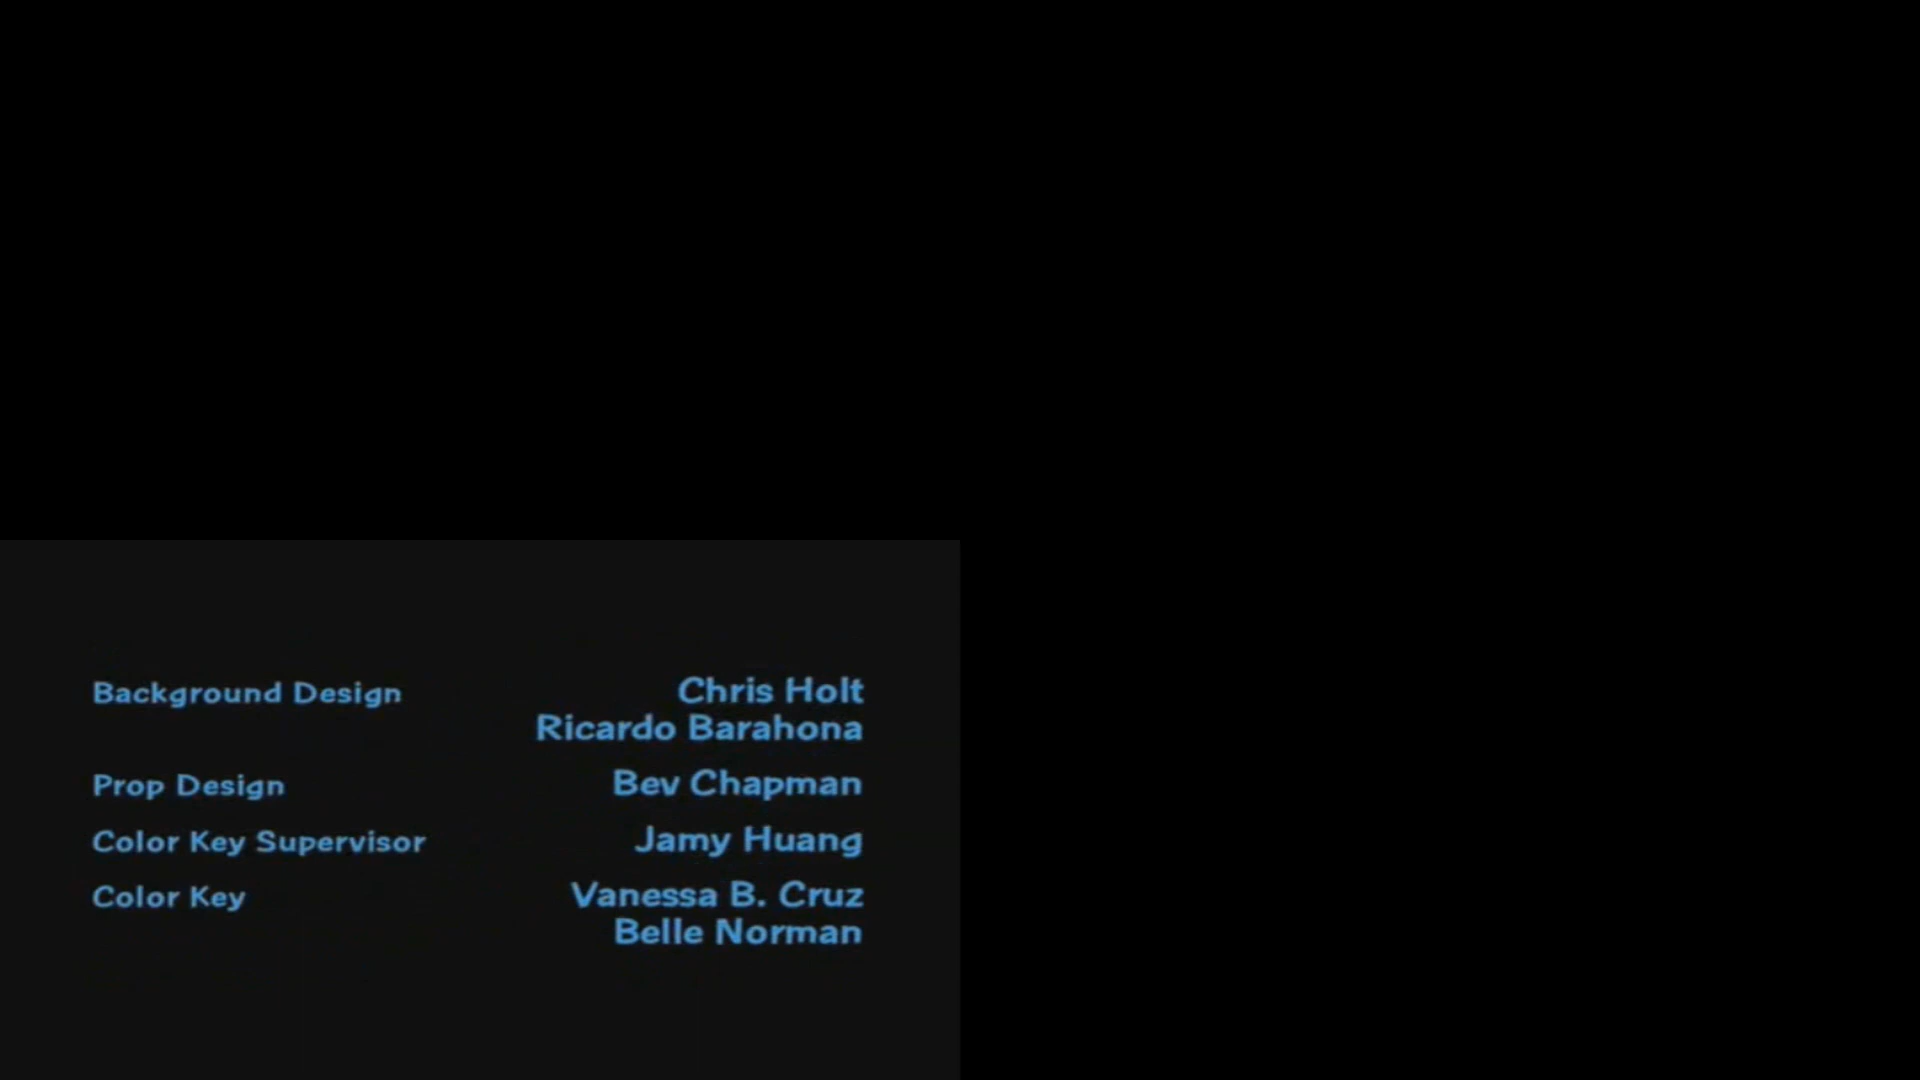 Background Design Chris Holt
Ricardo Barahona
Prop Design Bev Chapman
Color Key Supervisor Jamy Huang
Color Key Vanessa B. Cruz
Belle Norman